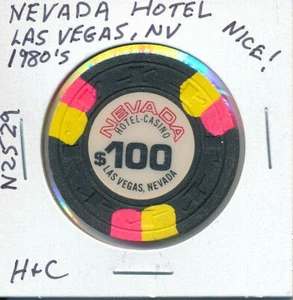 NEVADA HOTEL
LAS VEGAS, NV
1980's
NICE!
N2529
NEVADA
HOTEL-CASINO
$100
LAS VEGAS, NEVADA
H+C